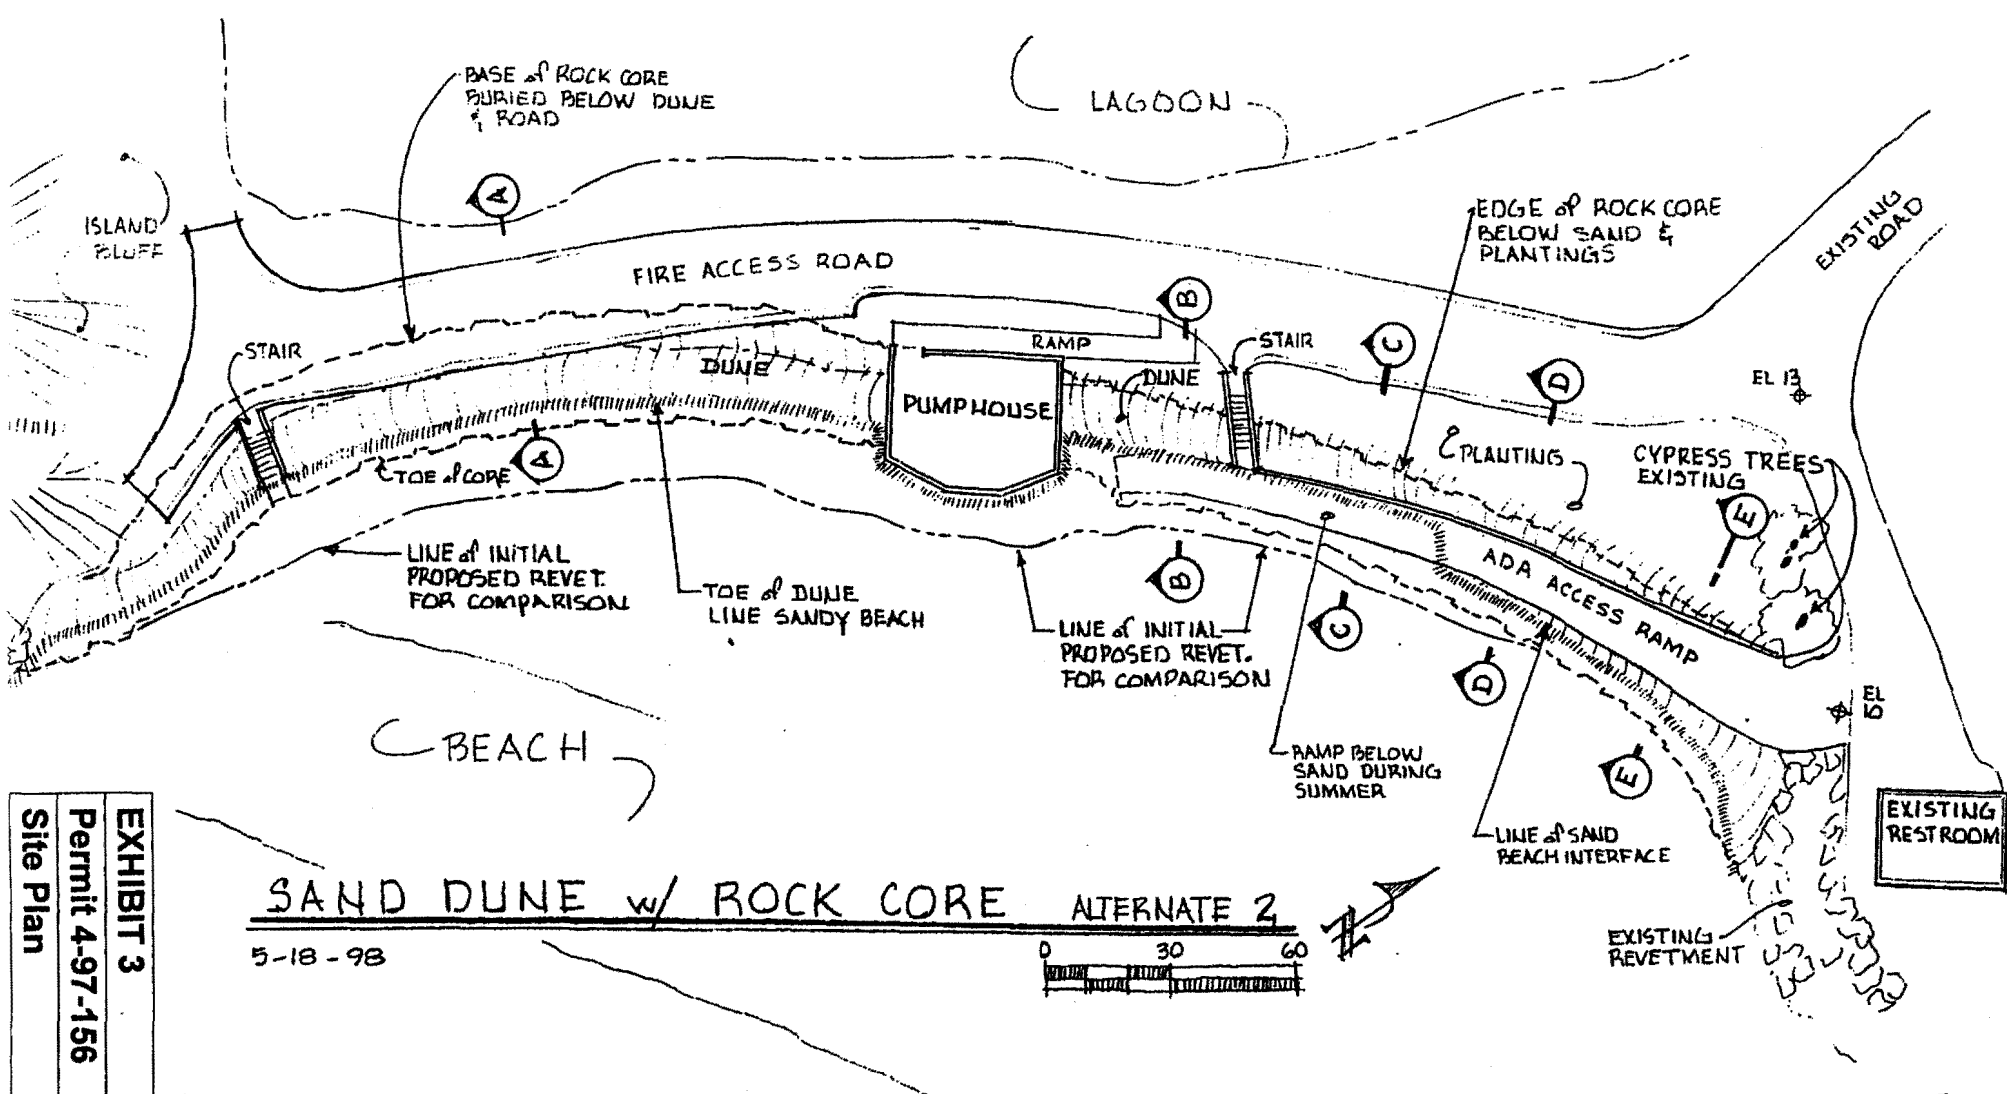 BASE of ROCK CORE
BURIED BELOW DUNE
& ROAD
LAGOON
A
ISLAND
BLUFF
EDGE of ROCK CORE
BELOW SAND &
PLANTINGS
EXISTING
ROAD
FIRE ACCESS ROAD
B
STAIR
RAMP
STAIR
C
D
EL 13
DUNE
DUNE
PUMPHOUSE
PLANTING
CYPRESS TREES
EXISTING
E
TOE of CORE
A
LINE of INITIAL
PROPOSED REVET.
FOR COMPARISON
TOE of DUNE
LINE SANDY BEACH
B
ADA ACCESS RAMP
LINE of INITIAL
PROPOSED REVET.
FOR COMPARISON
C
D
EL
BEACH
RAMP BELOW
SAND DURING
SUMMER
E
LINE of SAND
BEACH INTERFACE
EXISTING
RESTROOM
EXISTING
REVETMENT
SAND DUNE w/ ROCK CORE ALTERNATE 2
5-18-98
0 30 60
N
EXHIBIT 3
Permit 4-97-156
Site Plan